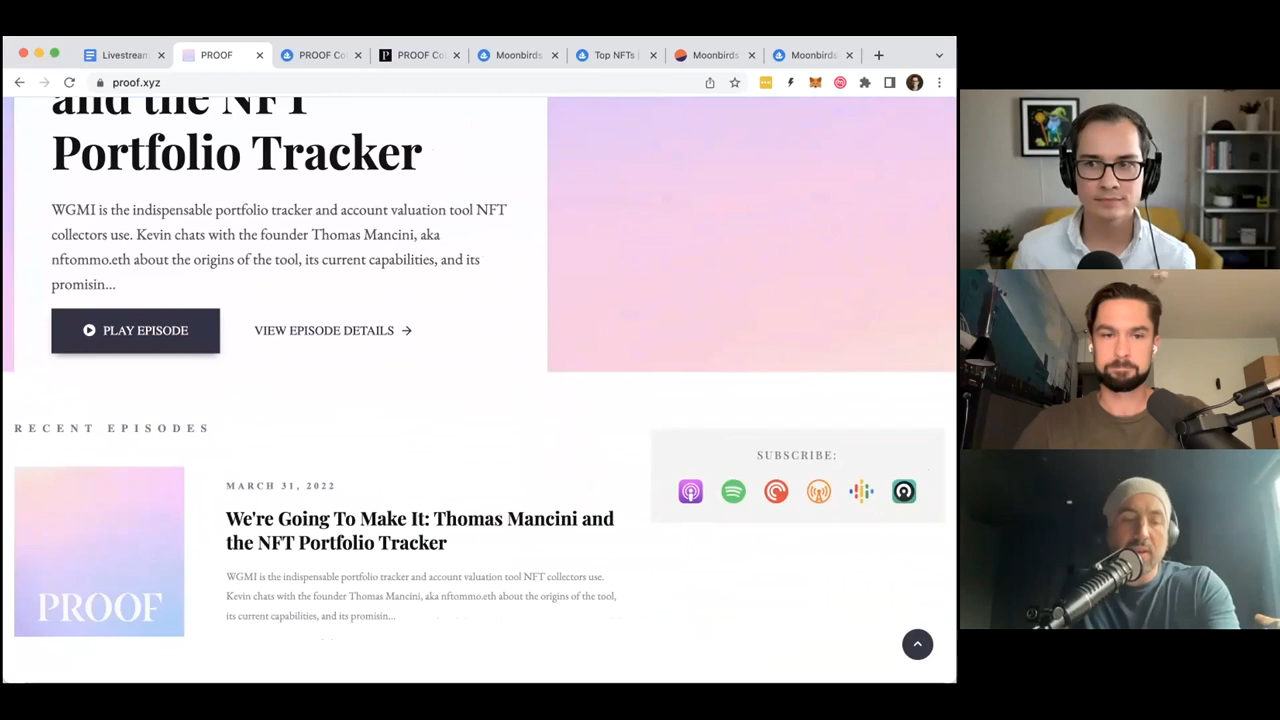 Livestream
PROOF
PROOF Co
PROOF Co
Moonbirds
Top NFTs |
Moonbirds
Moonbirds
proof.xyz
and the NFT
Portfolio Tracker
WGMI is the indispensable portfolio tracker and account valuation tool NFT
collectors use. Kevin chats with the founder Thomas Mancini, aka
nftommo.eth about the origins of the tool, its current capabilities, and its
promisin...
PLAY EPISODE
VIEW EPISODE DETAILS →
RECENT EPISODES
SUBSCRIBE:
PROOF
MARCH 31, 2022
We're Going To Make It: Thomas Mancini and
the NFT Portfolio Tracker
WGMI is the indispensable portfolio tracker and account valuation tool NFT collectors use.
Kevin chats with the founder Thomas Mancini, aka nftommo.eth about the origins of the tool,
its current capabilities, and its promisin...